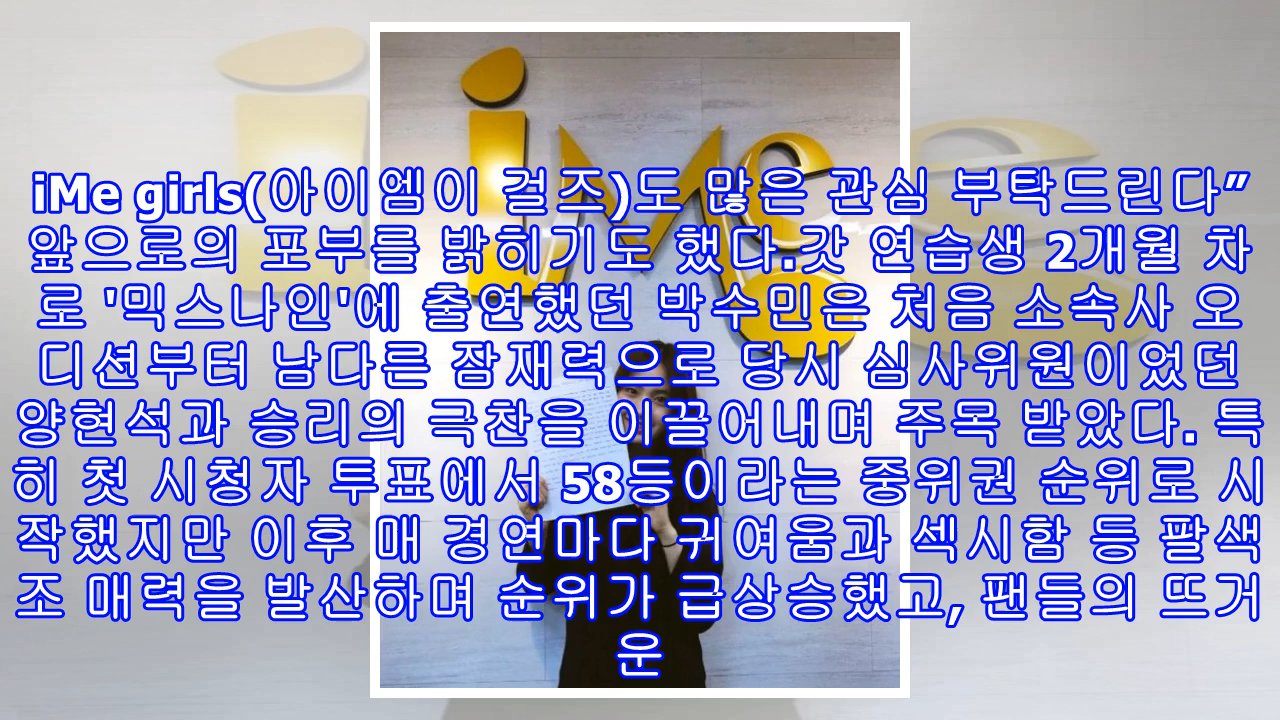 iMe
iMe girls(아이엠이 걸즈)도 많은 관심 부탁드린다”
앞으로의 포부를 밝히기도 했다.갓 연습생 2개월 차
로 '믹스나인'에 출연했던 박수민은 처음 소속사 오
디션부터 남다른 잠재력으로 당시 심사위원이었던
양현석과 승리의 극찬을 이끌어내며 주목 받았다. 특
히 첫 시청자 투표에서 58등이라는 중위권 순위로 시
작했지만 이후 매 경연마다 귀여움과 섹시함 등 팔색
조 매력을 발산하며 순위가 급상승했고, 팬들의 뜨거
운